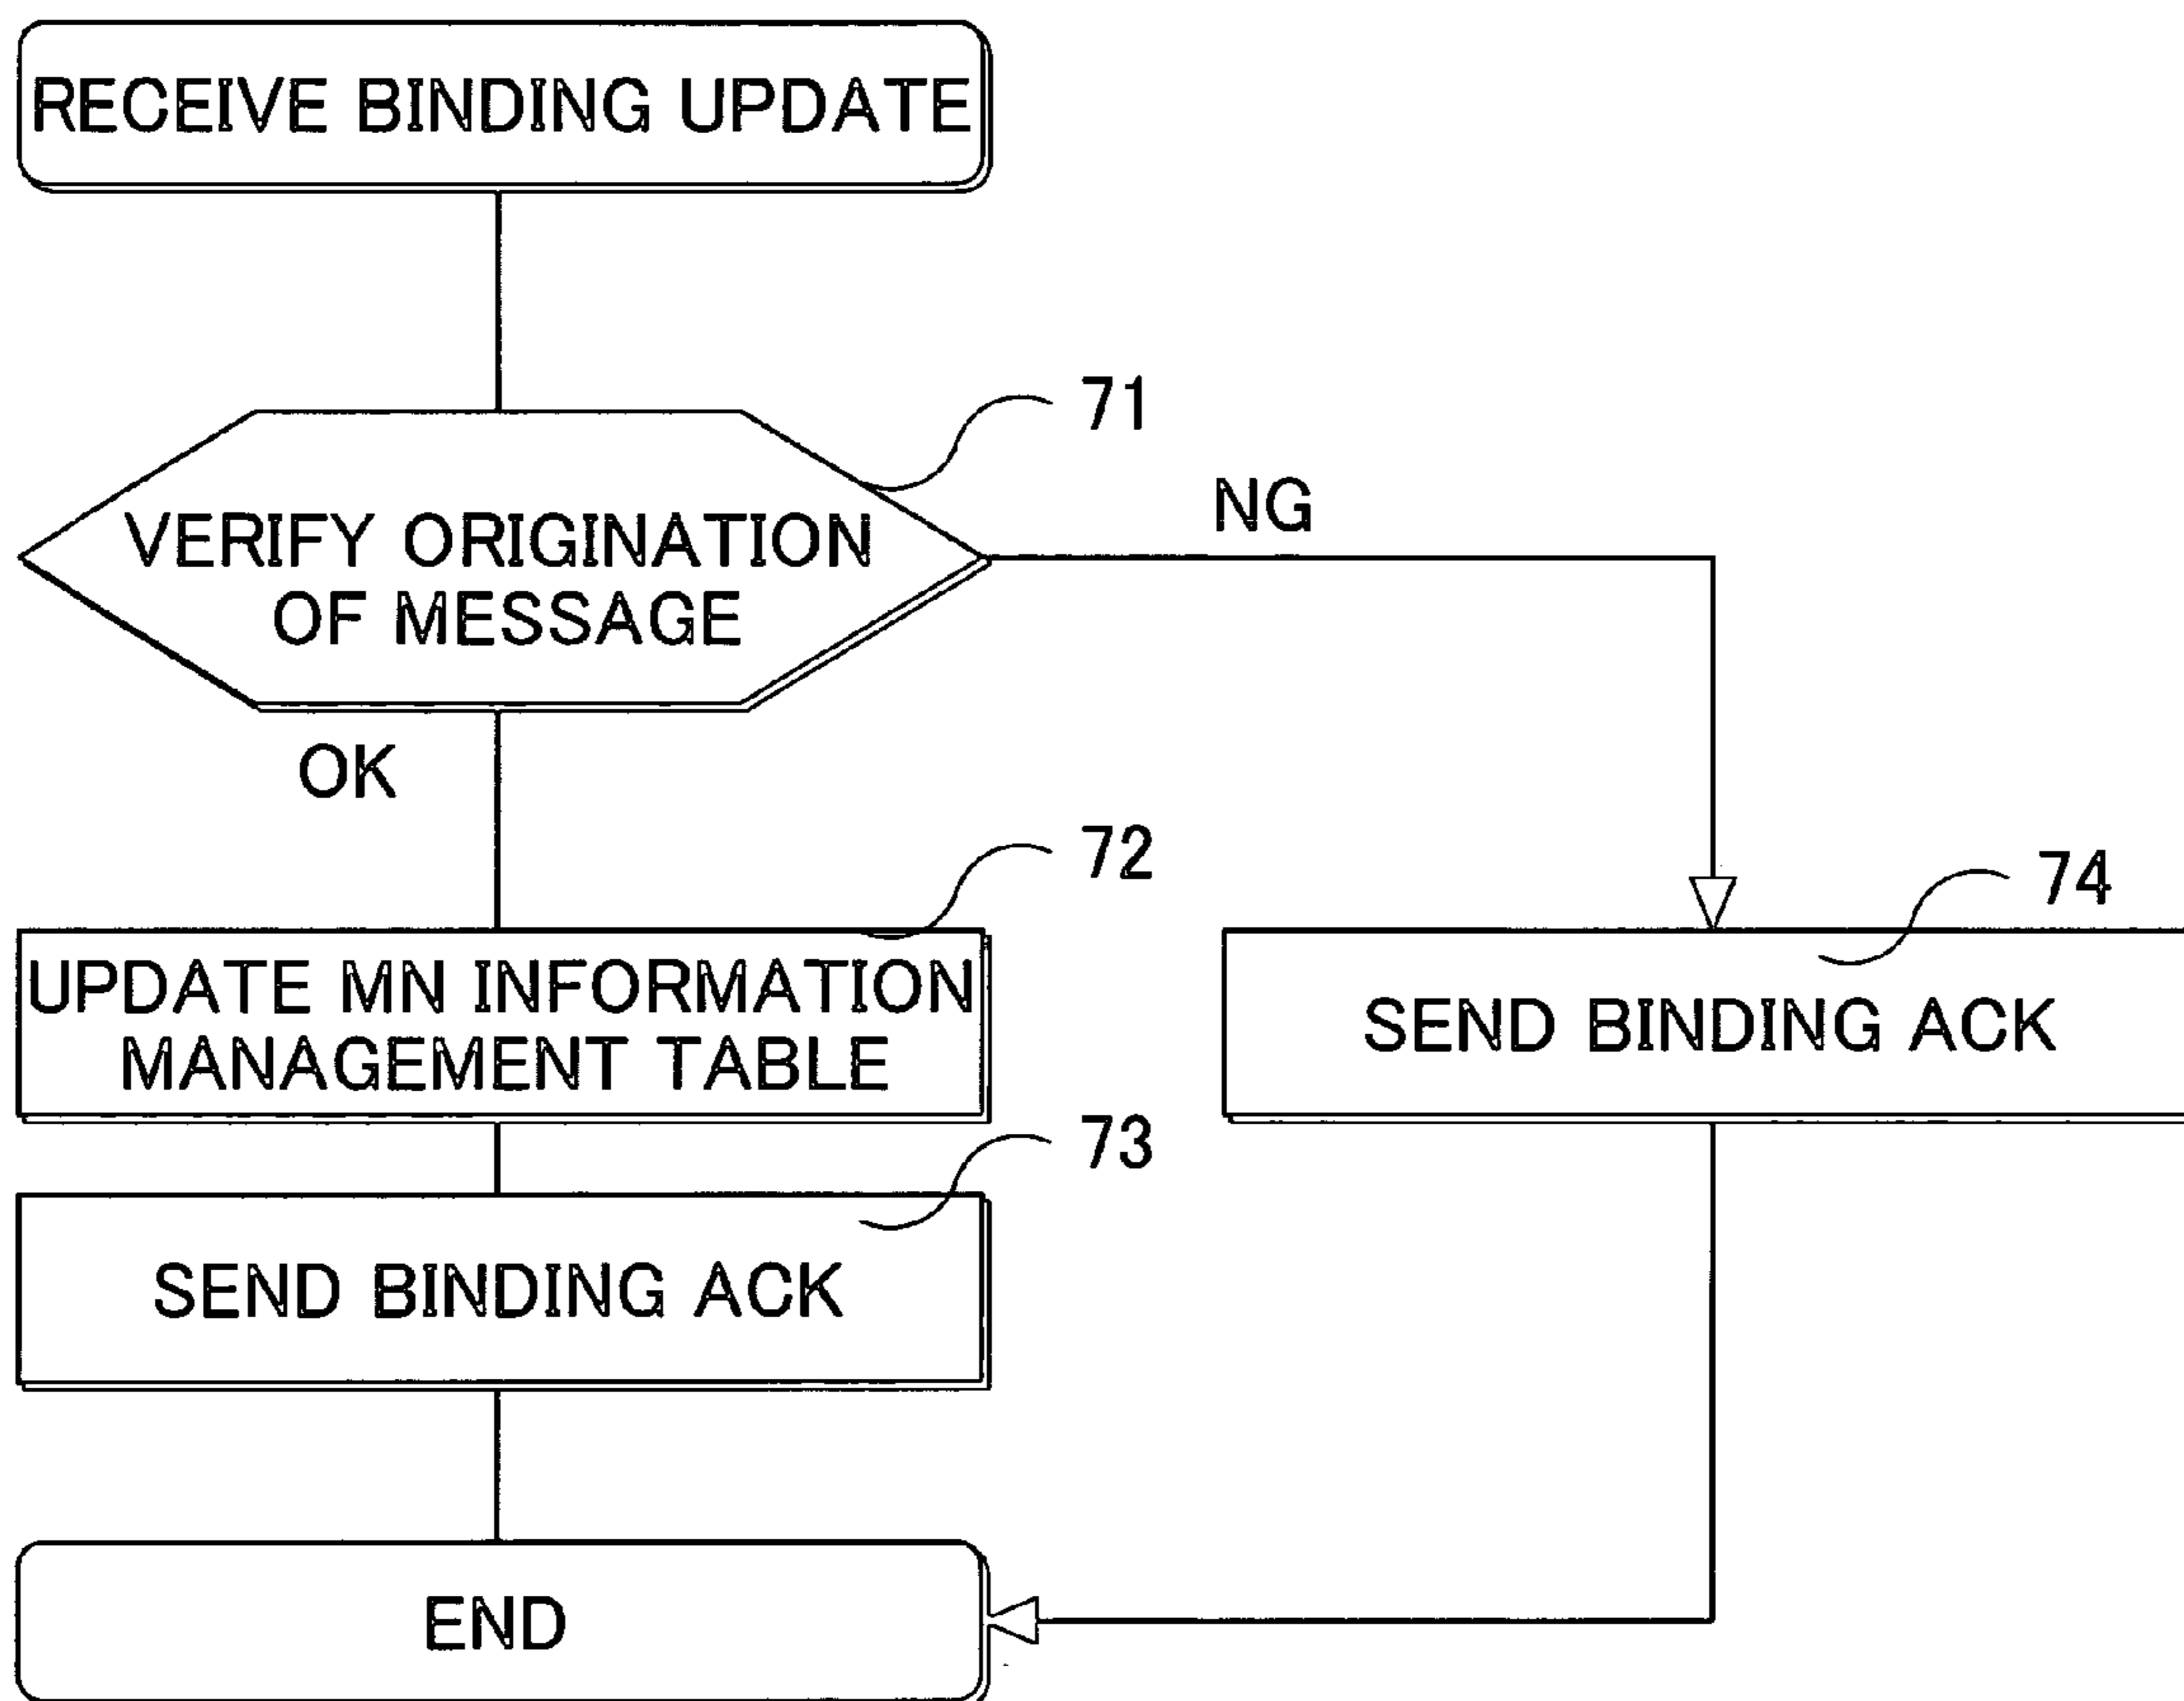 RECEIVE BINDING UPDATE
71
NG
VERIFY ORIGINATION
OF MESSAGE
OK
72
74
UPDATE MN INFORMATION
MANAGEMENT TABLE
SEND BINDING ACK
73
SEND BINDING ACK
END